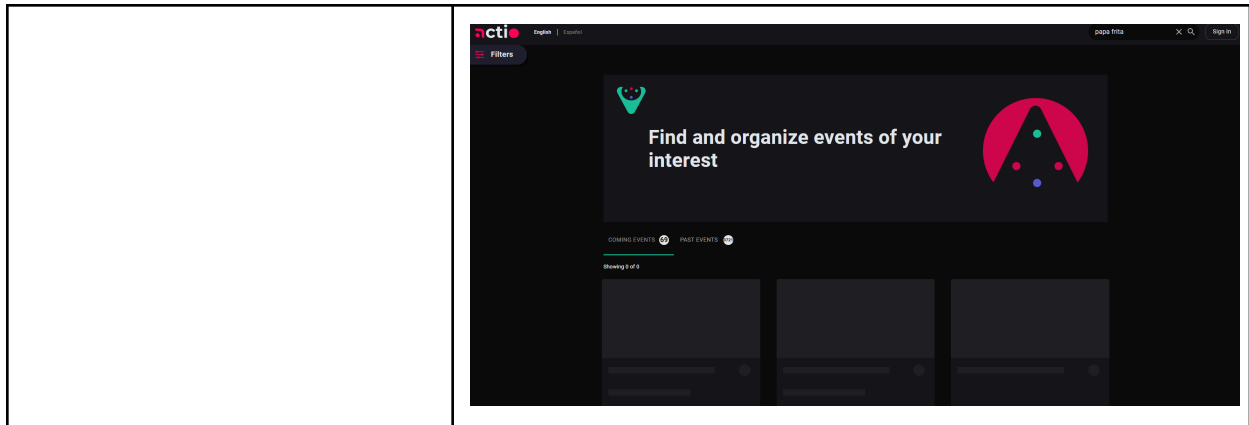 actio English | Español papa frita Sign in
Filters
Find and organize events of your
interest
COMING EVENTS PAST EVENTS
Showing 0 of 0